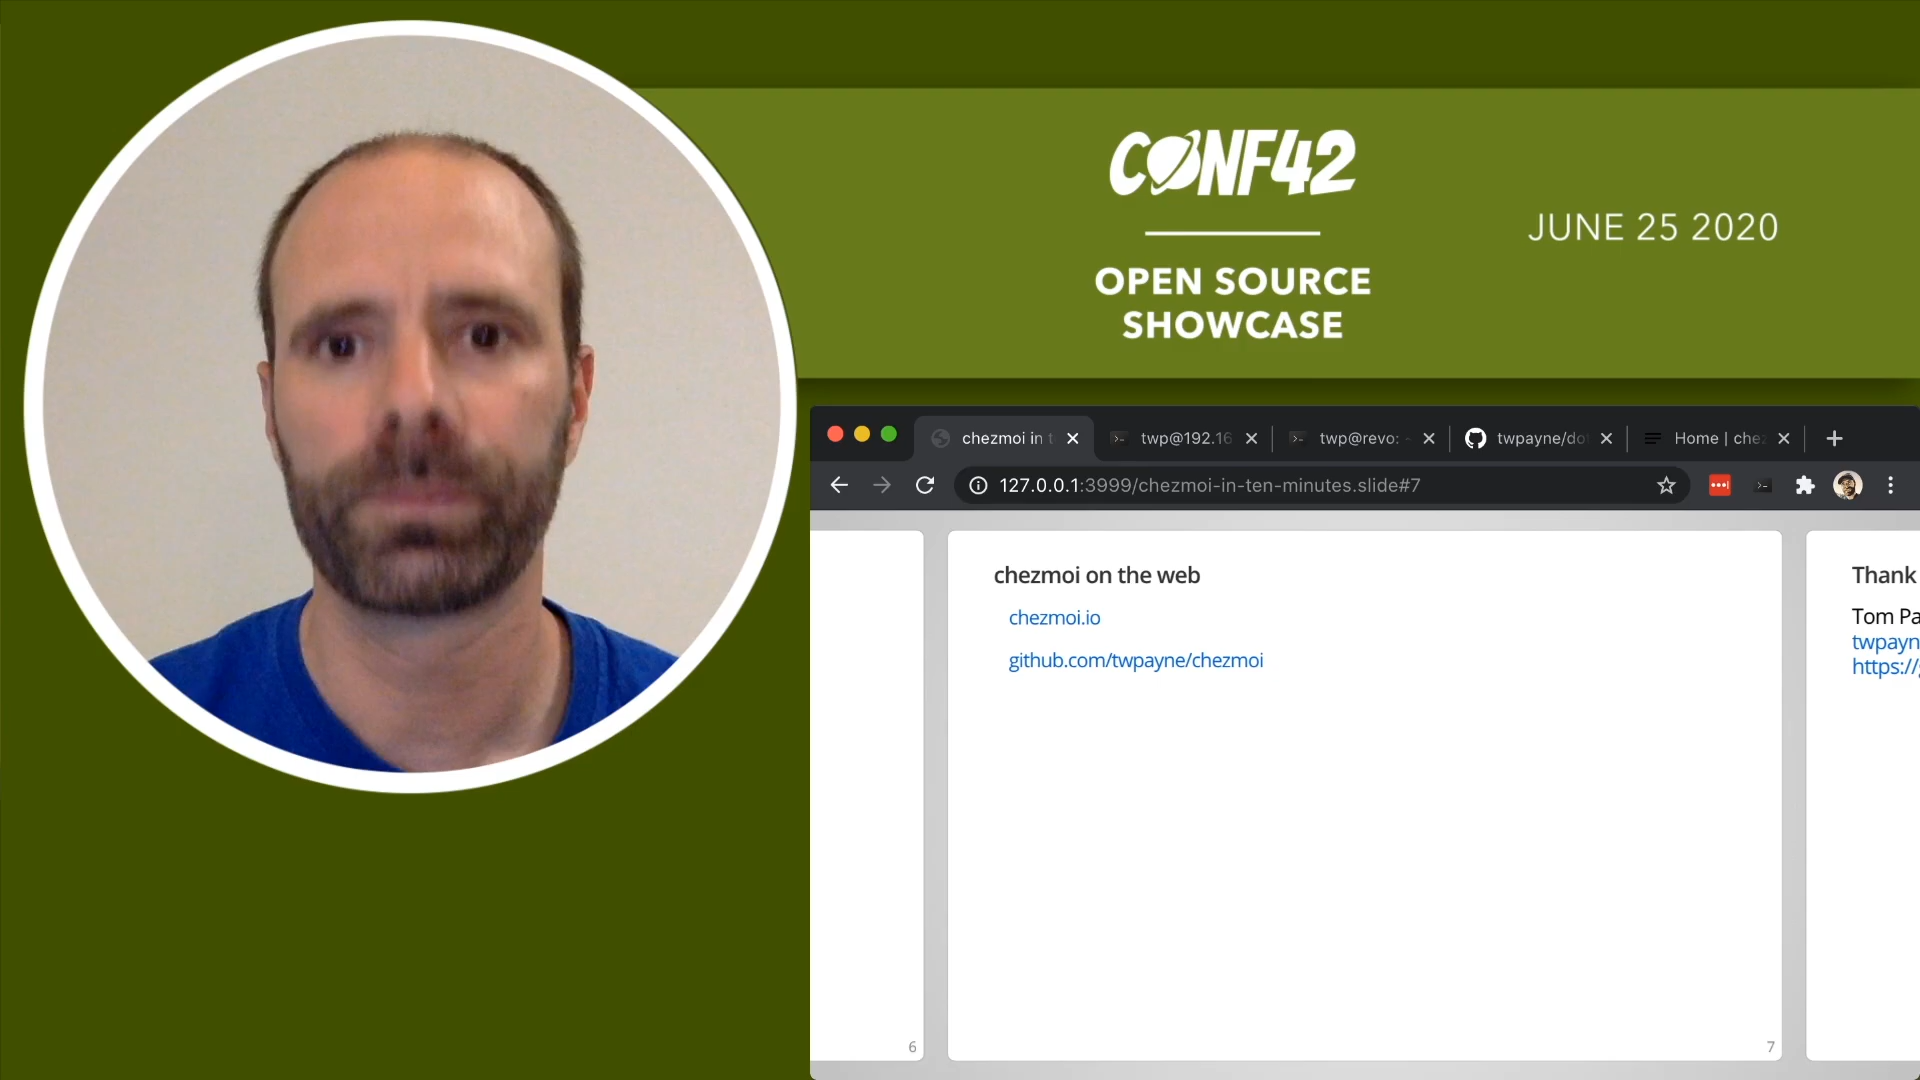 CONF42
OPEN SOURCE
SHOWCASE
JUNE 25 2020
chezmoi in t
twp@192.16
twp@revo: -
twpayne/do
Home | che
127.0.0.1:3999/chezmoi-in-ten-minutes.slide#7
chezmoi on the web
chezmoi.io
github.com/twpayne/chezmoi
6
7
Thank
Tom Pa
twpayn
https://g